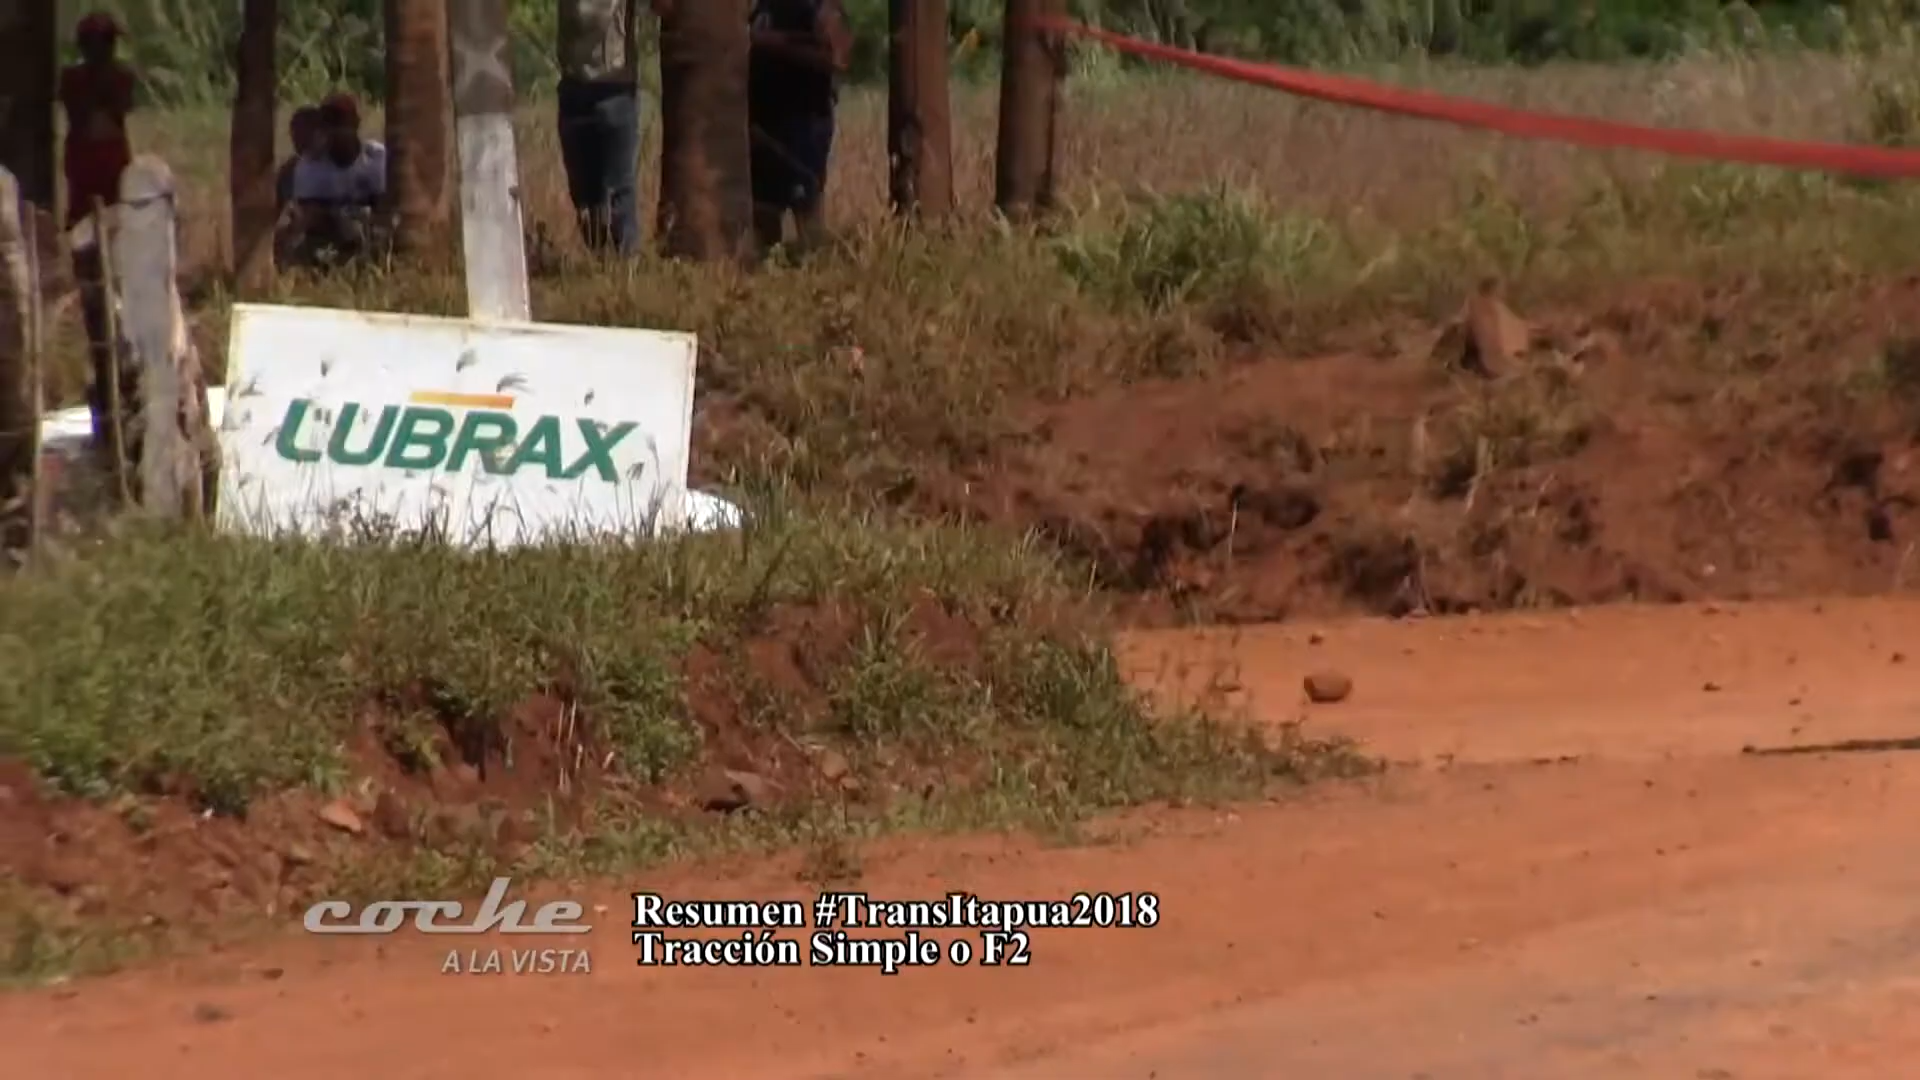 LUBRAX
coche
A LA VISTA
Resumen #TransItapua2018
Tracción Simple o F2